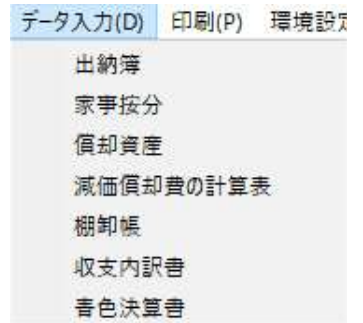 データ入力(D) 印刷(P) 環境設定
出納簿
家事按分
償却資産
減価償却費の計算表
棚卸帳
収支内訳書
青色決算書